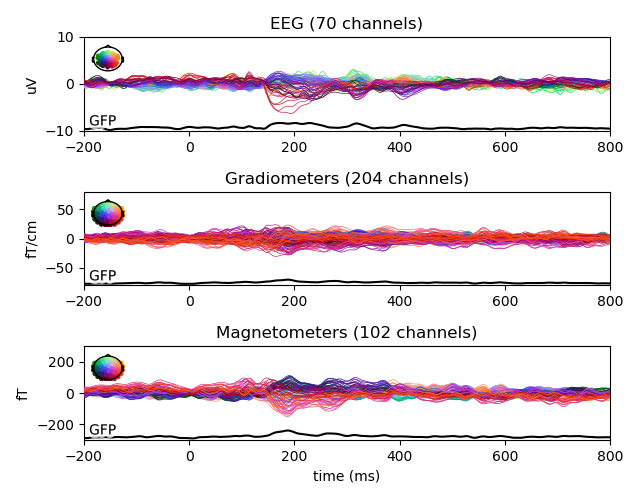 EEG (70 channels)
10
0
−10
uV
GFP
−200 0 200 400 600 800
Gradiometers (204 channels)
50
0
−50
fT/cm
GFP
−200 0 200 400 600 800
Magnetometers (102 channels)
200
0
−200
fT
GFP
−200 0 200 400 600 800
time (ms)